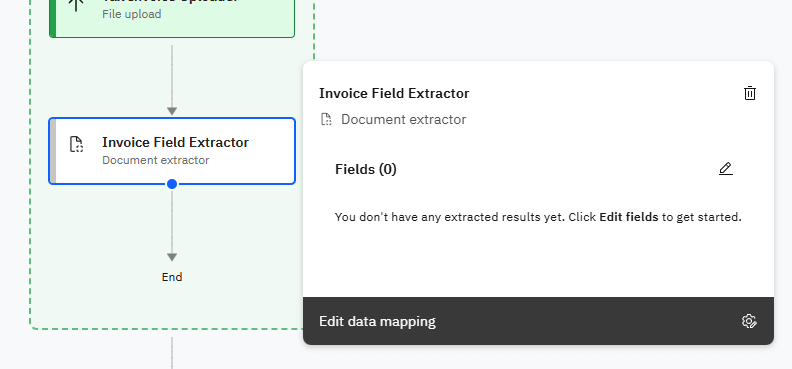 File upload
Invoice Field Extractor
Document extractor
End
Invoice Field Extractor
Document extractor
Fields (0)
You don't have any extracted results yet. Click Edit fields to get started.
Edit data mapping